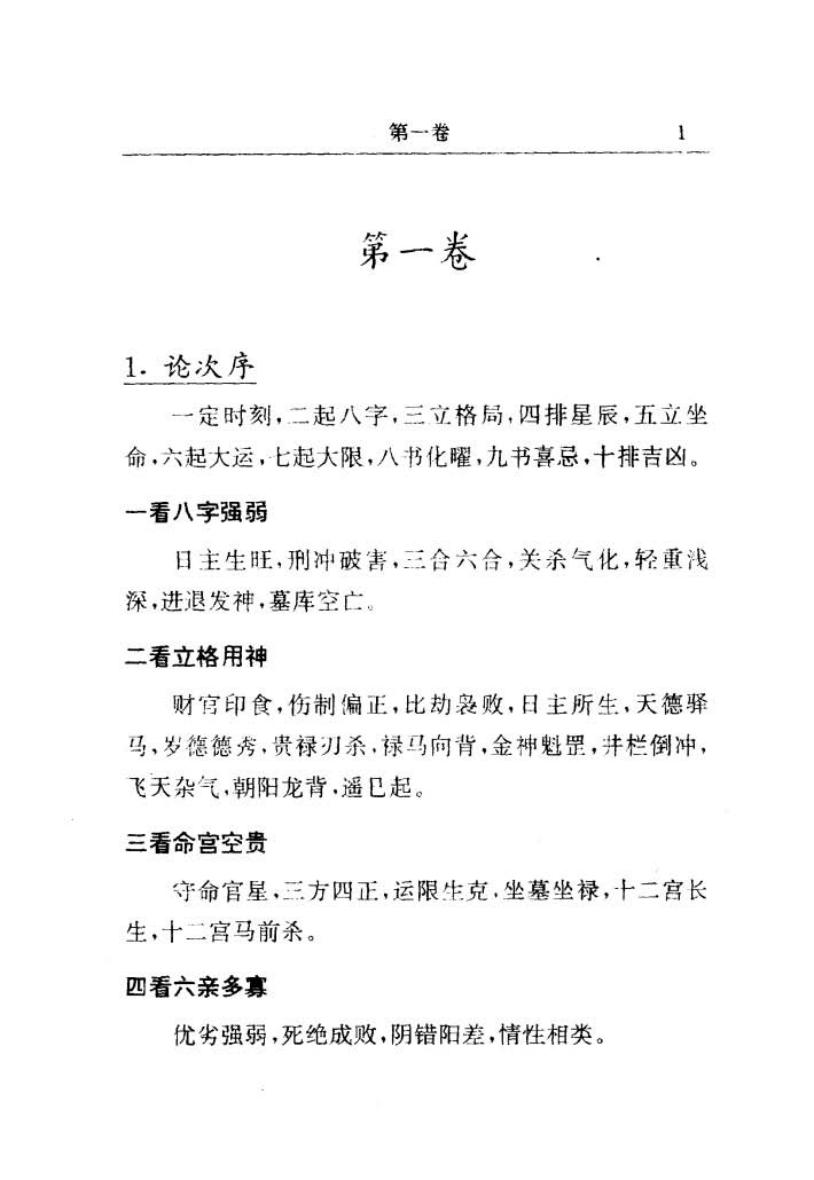 第一卷 1
第一卷
1. 论次序
一定时刻,二起八字,三立格局,四排星辰,五立坐
命,六起大运,七起大限,八书化曜,九书喜忌,十排吉凶。
一看八字强弱
日主生旺,刑冲破害,三合六合,关杀气化,轻重浅
深,进退发神,墓库空亡。
二看立格用神
财官印食,伤制偏正,比劫袅败,日主所生,天德驿
马,岁德德秀,贵禄刃杀,禄马向背,金神魁罡,井栏倒冲,
飞天杂气,朝阳龙背,遥巳起。
三看命宫空贵
守命官星,三方四正,运限生克,坐墓坐禄,十二宫长
生,十二宫马前杀。
四看六亲多寡
优劣强弱,死绝成败,阴错阳差,情性相类。